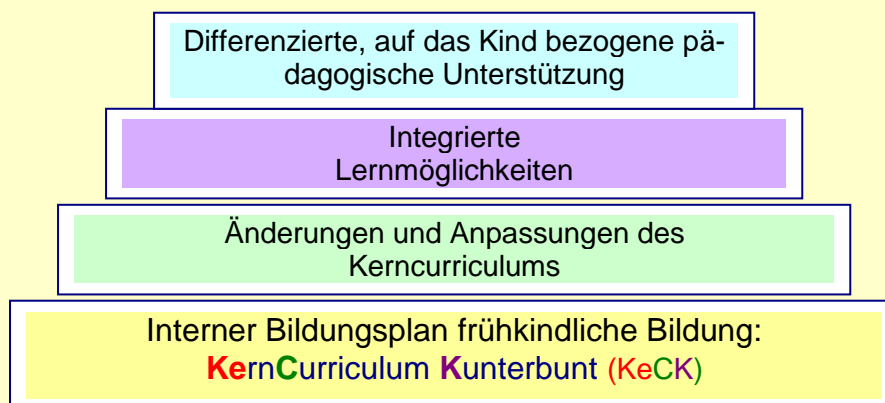 Differenzierte, auf das Kind bezogene pä-
dagogische Unterstützung
Integrierte
Lernmöglichkeiten
Änderungen und Anpassungen des
Kerncurriculums
Interner Bildungsplan frühkindliche Bildung:
KernCurriculum Kunterbunt (KeCK)